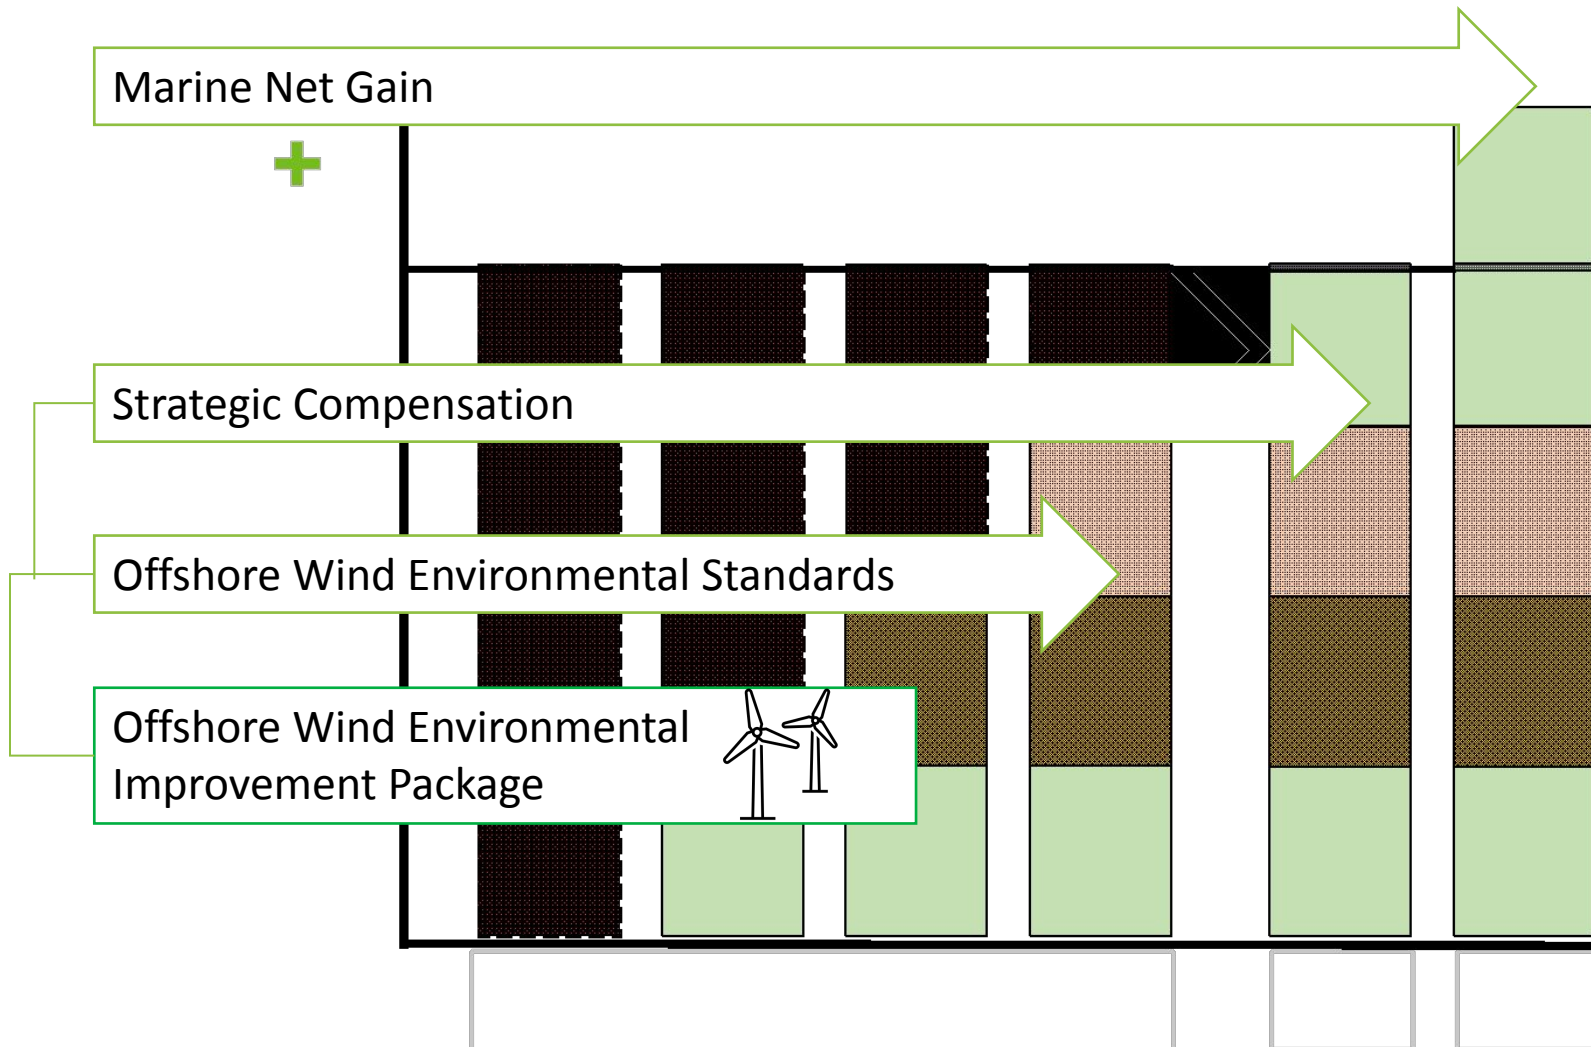 Marine Net Gain
Strategic Compensation
Offshore Wind Environmental Standards
Offshore Wind Environmental
Improvement Package